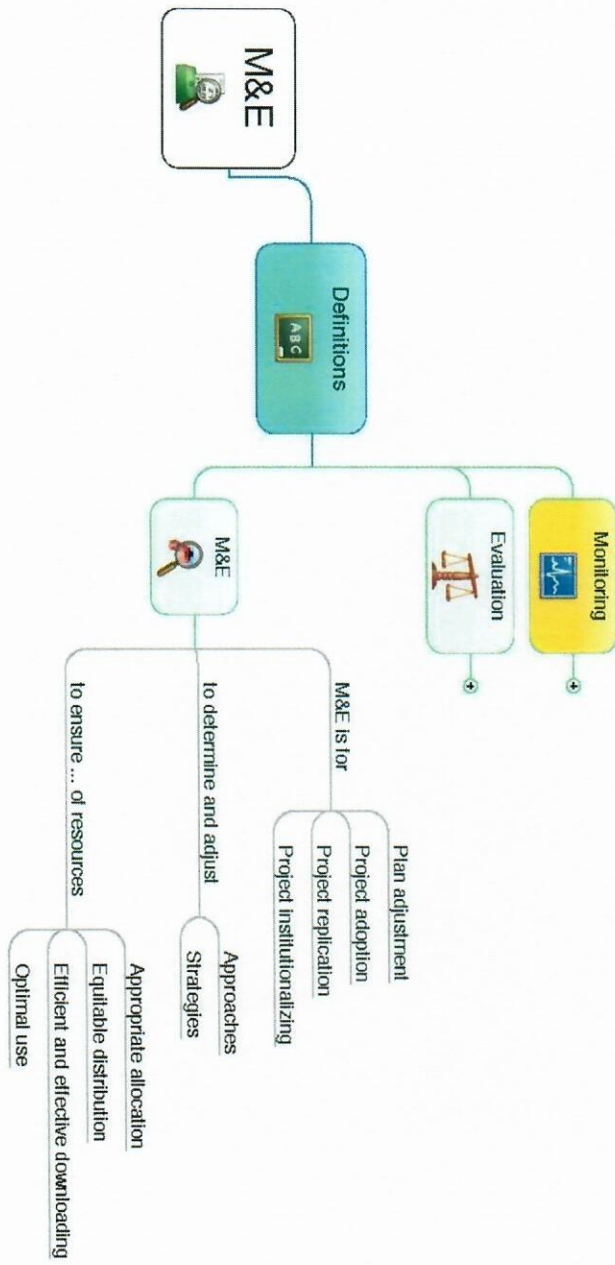 M&E
Definitions
ABC
Monitoring
Evaluation
M&E
M&E is for
Plan adjustment
Project adoption
Project replication
Project institutionalizing
to determine and adjust
Approaches
Strategies
to ensure ... of resources
Appropriate allocation
Equitable distribution
Efficient and effective downloading
Optimal use